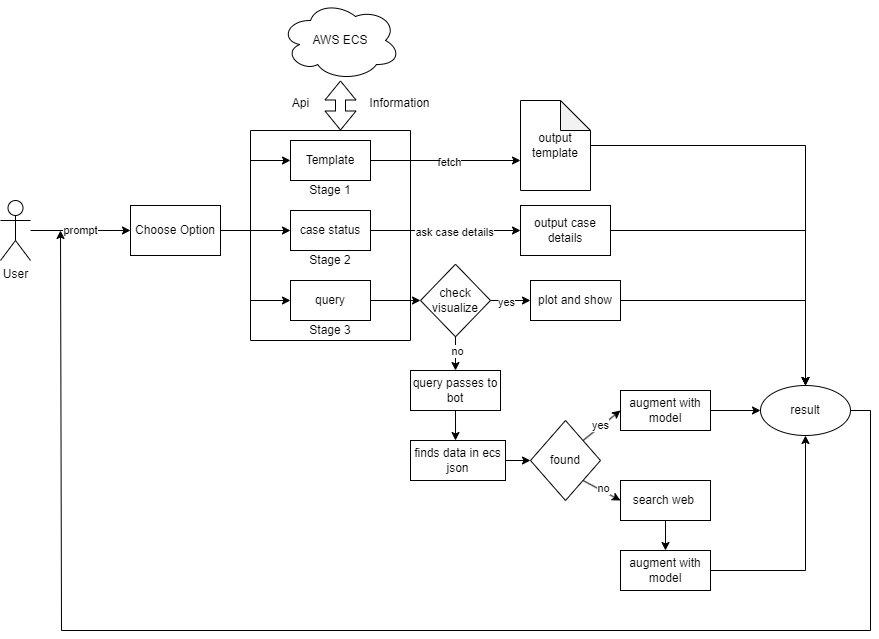 AWS ECS
Api
Information
Template
Stage 1
fetch
output
template
User
prompt
Choose Option
case status
Stage 2
ask case details
output case
details
query
Stage 3
check
visualize
yes
plot and show
no
query passes to
bot
finds data in ecs
json
found
yes
augment with
model
result
no
search web
augment with
model